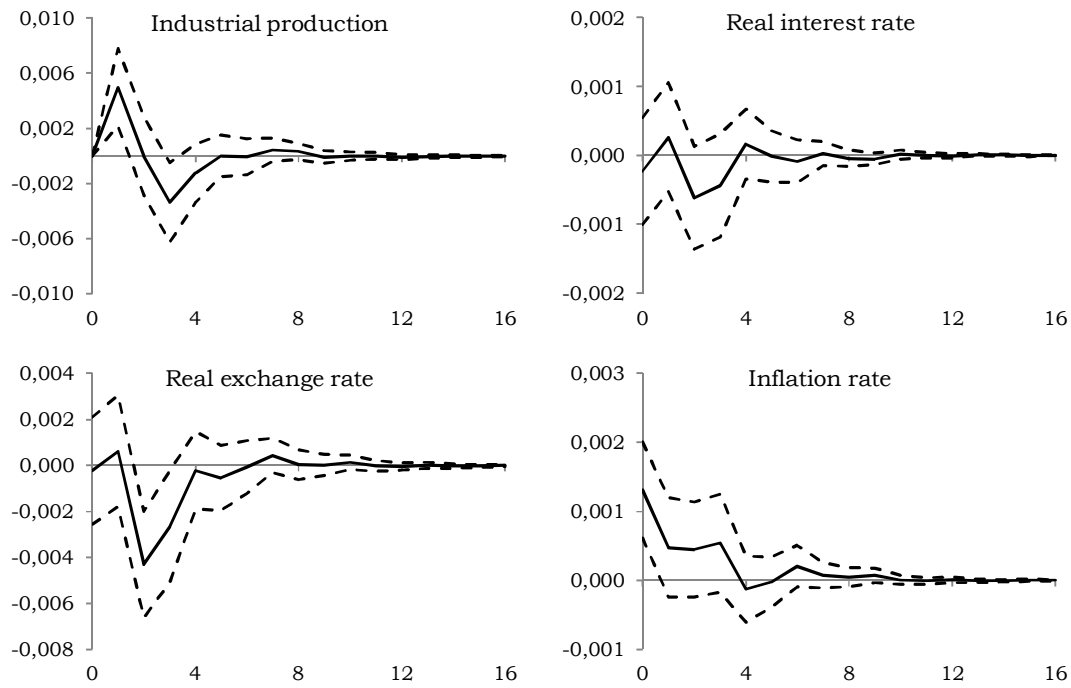 Industrial production
0,010
0,006
0,002
-0,002
-0,006
-0,010
0 4 8 12 16
Real interest rate
0,002
0,001
0,000
-0,001
-0,002
0 4 8 12 16
Real exchange rate
0,004
0,002
0,000
-0,002
-0,004
-0,006
-0,008
0 4 8 12 16
Inflation rate
0,003
0,002
0,001
0,000
-0,001
0 4 8 12 16